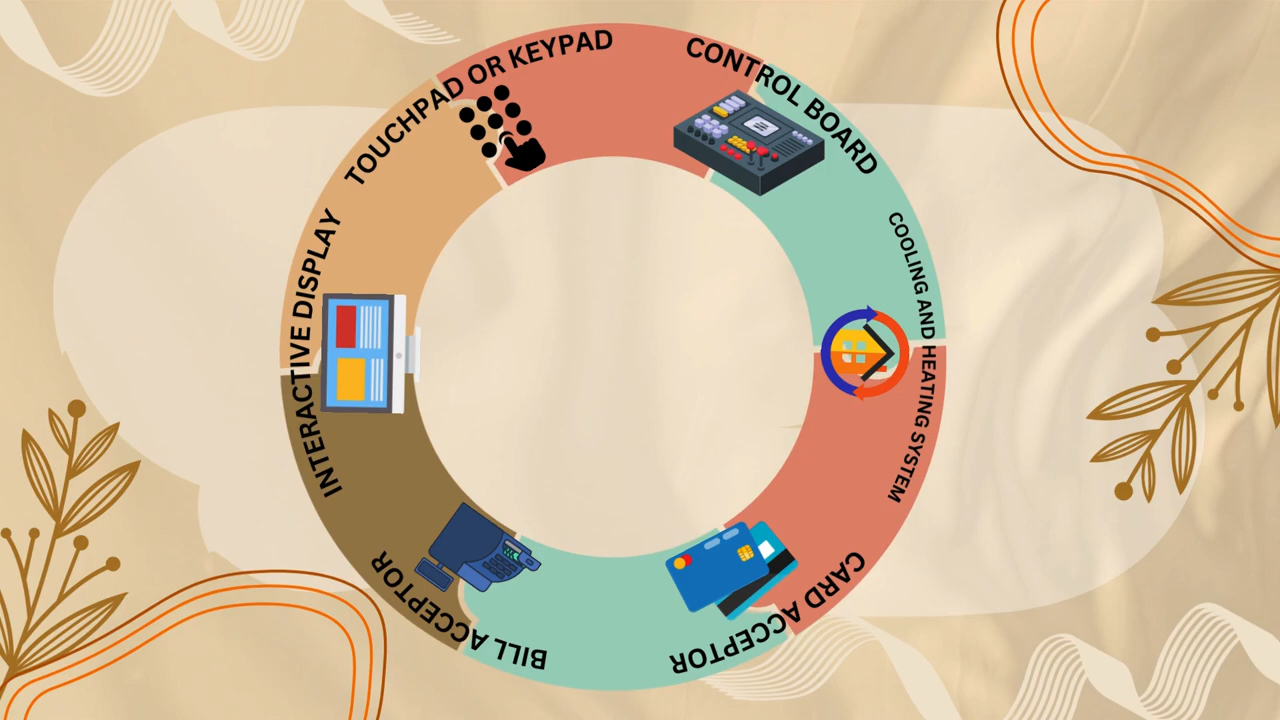 TOUCHPAD OR KEYPAD
CONTROL BOARD
COOLING AND HEATING SYSTEM
CARD ACCEPTOR
BILL ACCEPTOR
INTERACTIVE DISPLAY